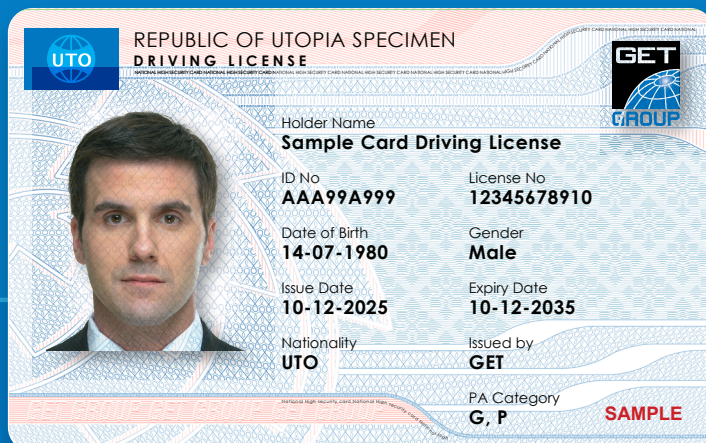 UTO
REPUBLIC OF UTOPIA SPECIMEN
DRIVING LICENSE
GET
GROUP
Holder Name
Sample Card Driving License
ID No License No
AAA99A999 12345678910
Date of Birth Gender
14-07-1980 Male
Issue Date Expiry Date
10-12-2025 10-12-2035
Nationality Issued by
UTO GET
PA Category
G, P
SAMPLE